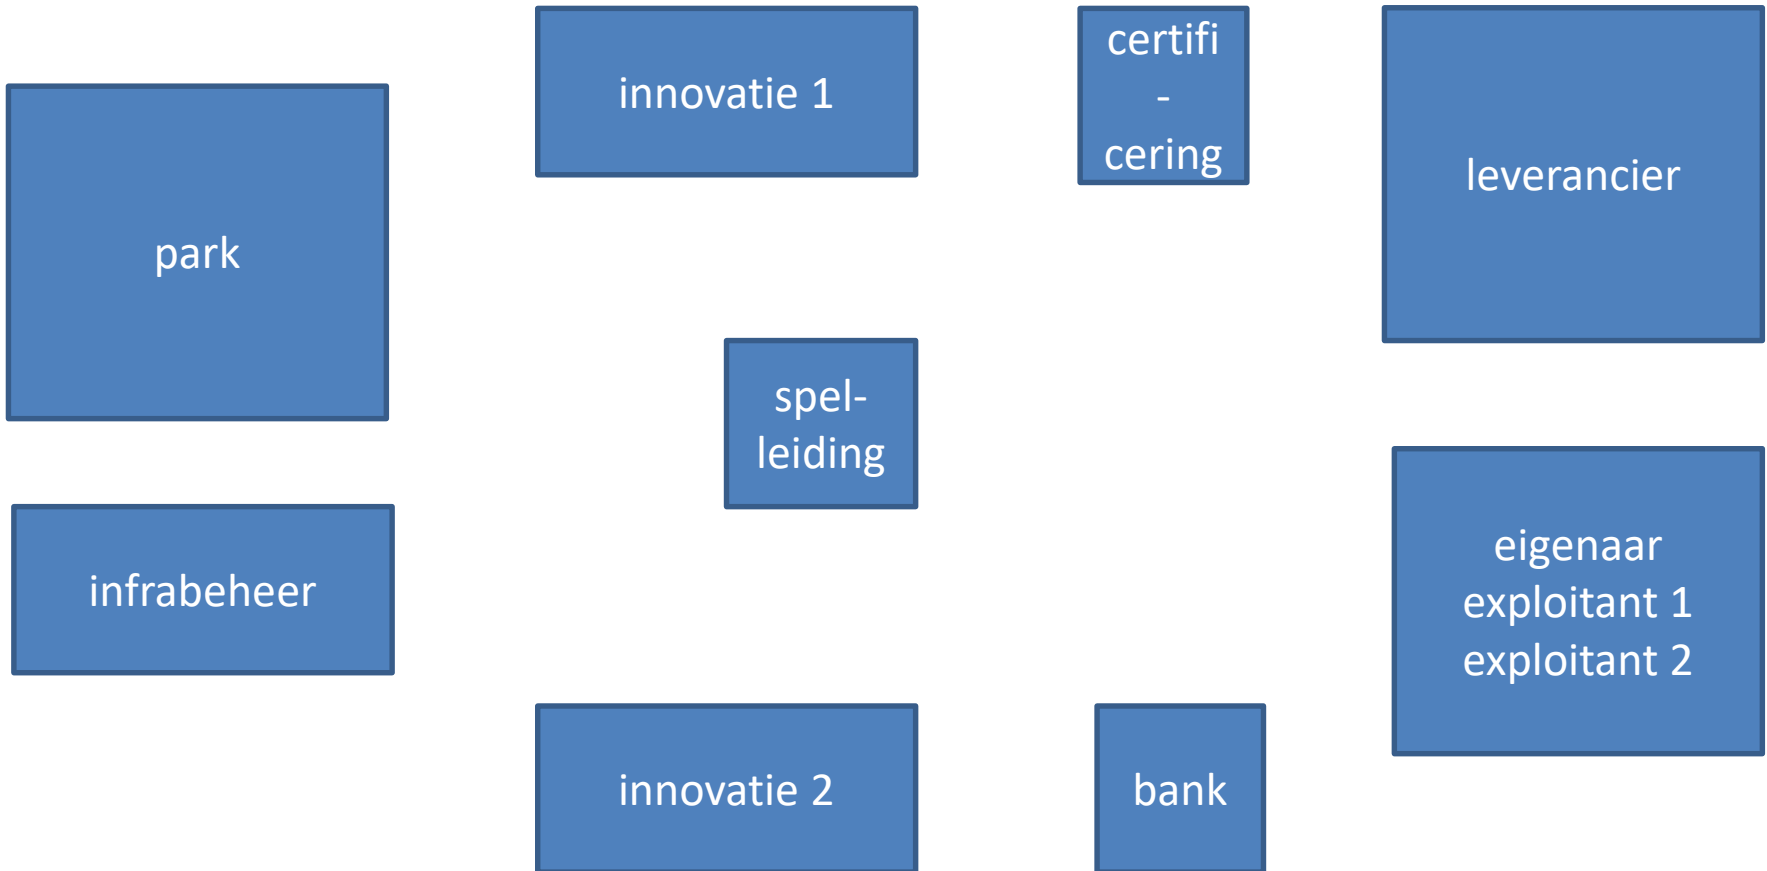 innovatie 1
certifi
-
cering
leverancier
park
spel-
leiding
infrabeheer
eigenaar
exploitant 1
exploitant 2
innovatie 2
bank